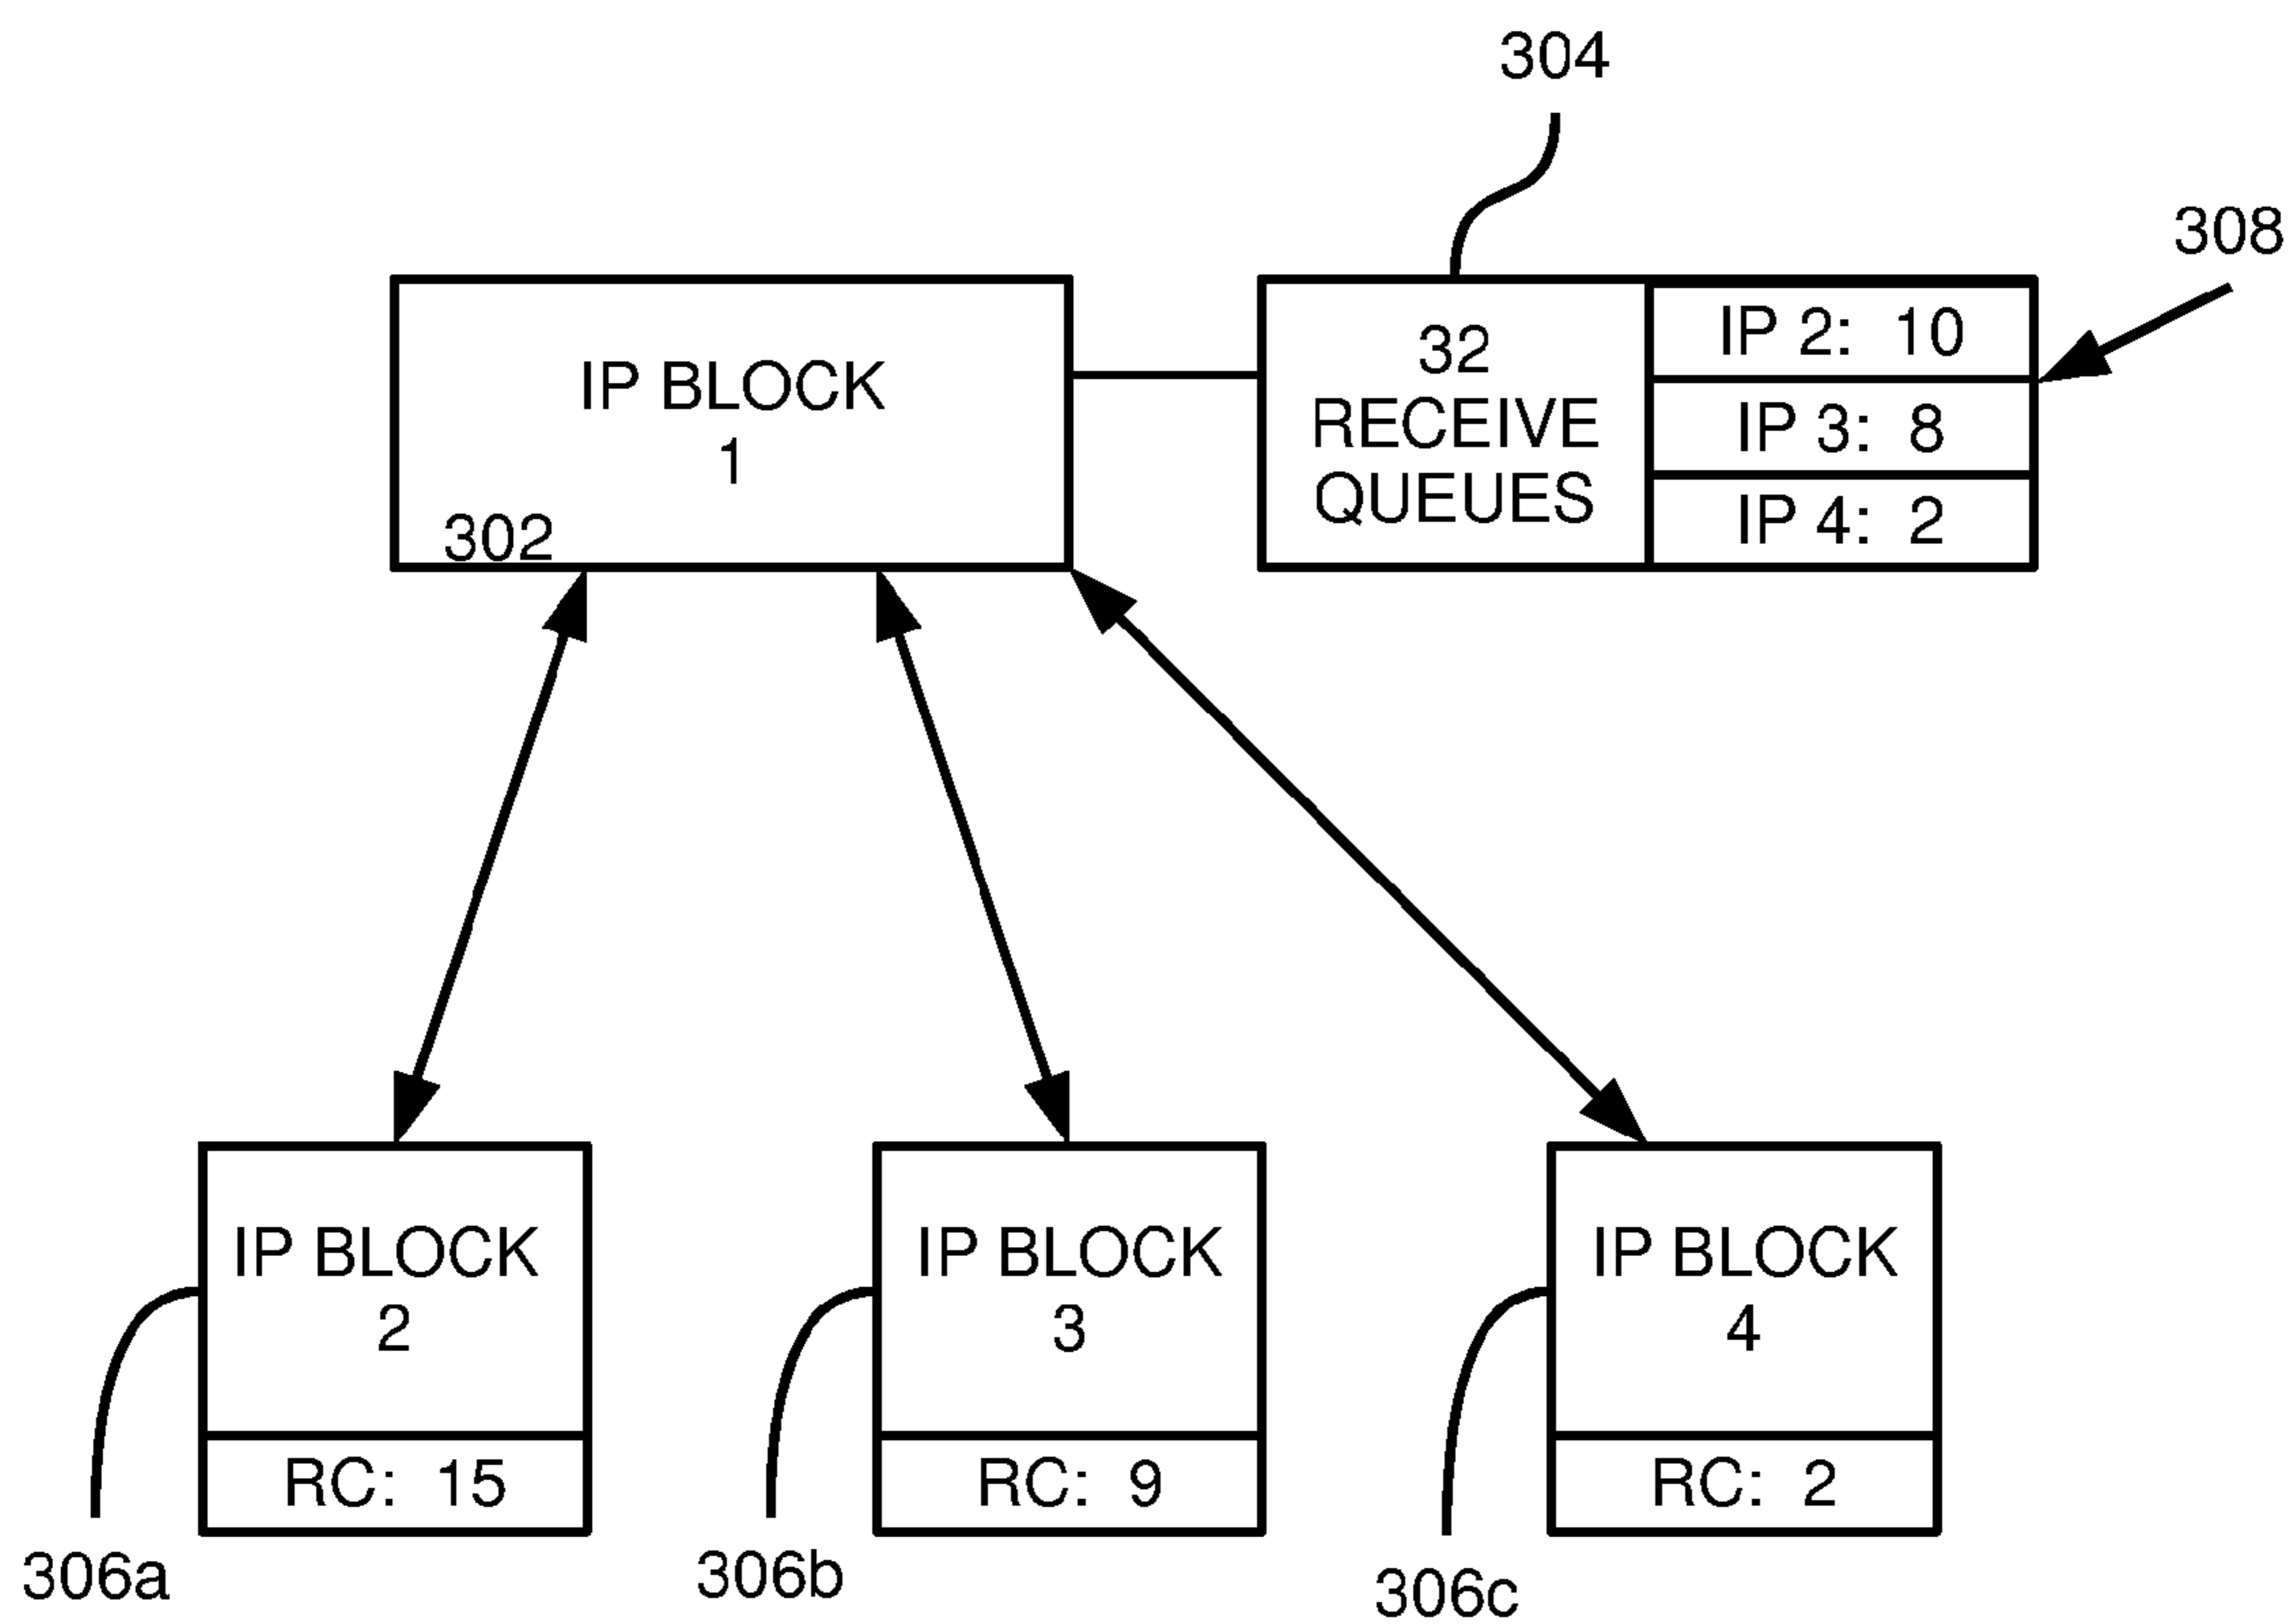 304
308
IP BLOCK
1
302
32
RECEIVE
QUEUES
IP 2: 10
IP 3: 8
IP 4: 2
IP BLOCK
2
RC: 15
306a
IP BLOCK
3
RC: 9
306b
IP BLOCK
4
RC: 2
306c